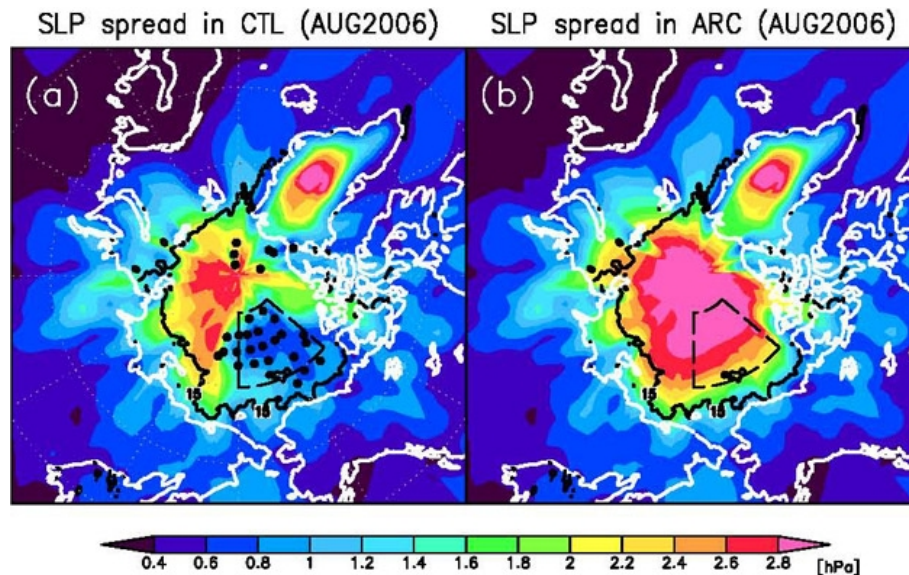 SLP spread in CTL (AUG2006)
SLP spread in ARC (AUG2006)
(a)
(b)
15
15
15
15
0.4 0.6 0.8 1 1.2 1.4 1.6 1.8 2 2.2 2.4 2.6 2.8
[hPa]